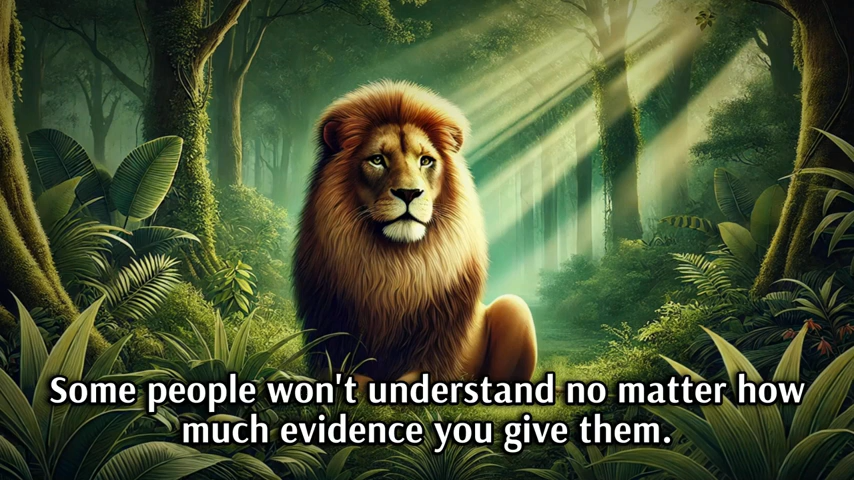 Some people won't understand no matter how
much evidence you give them.